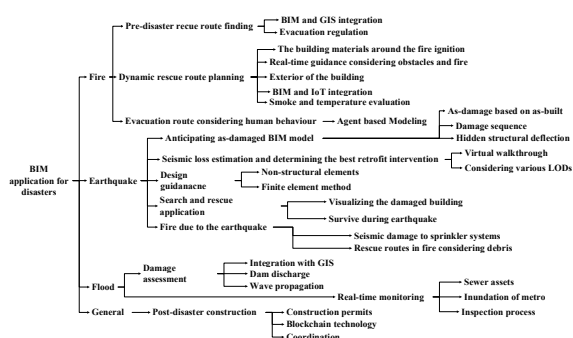 BIM and GIS integration
Pre-disaster recue route finding
Evacuation regulation
The building materials around the fire ignition
Real-time guidance considering obstacles and fire
Fire
Dynamic rescue route planning
Exterior of the building
BIM and IoT integration
Smoke and temperature evaluation
Evacuation route considering human behaviour
Agent based Modeling
As-damage based on as-built
Anticipating as-damaged BIM model
Damage sequence
Hidden structural deflection
Virtual walkthrough
Seismic loss estimation and determining the best retrofit intervention
Considering various LODs
BIM
application for
disasters
Earthquake
Design
guidanacne
Non-structural elements
Finite element method
Search and rescue
application
Visualizing the damaged building
Survive during earthquake
Fire due to the earthquake
Seismic damage to sprinkler systems
Rescue routes in fire considering debris
Flood
Damage
assessment
Integration with GIS
Dam discharge
Wave propagation
Real-time monitoring
Sewer assets
Inundation of metro
Inspection process
General
Post-disaster construction
Construction permits
Blockchain technology
Coordination